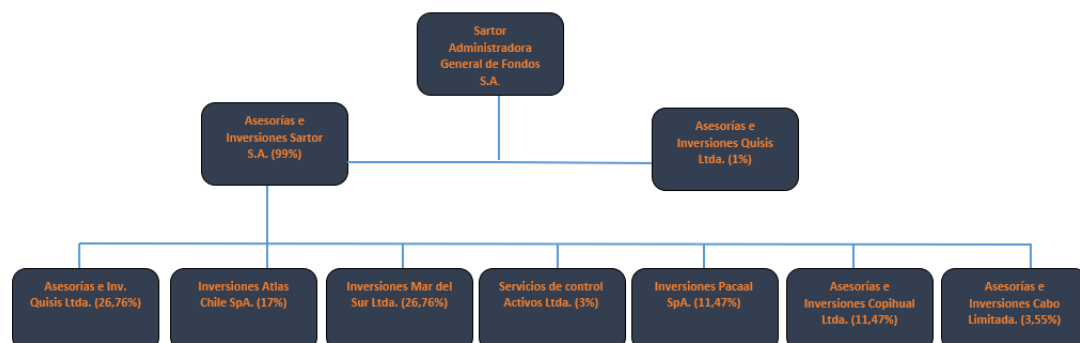 Sartor
Administradora
General de Fondos
S.A.
Asesorías e
Inversiones Sartor
S.A. (99%)
Asesorías e
Inversiones Quisis
Ltda. (1%)
Asesorías e Inv.
Quisis Ltda. (26,76%)
Inversiones Atlas
Chile SpA. (17%)
Inversiones Mar del
Sur Ltda. (26,76%)
Servicios de control
Activos Ltda. (3%)
Inversiones Pacaal
SpA. (11,47%)
Asesorías e
Inversiones Copihual
Ltda. (11,47%)
Asesorías e
Inversiones Cabo
Limitada. (3,55%)